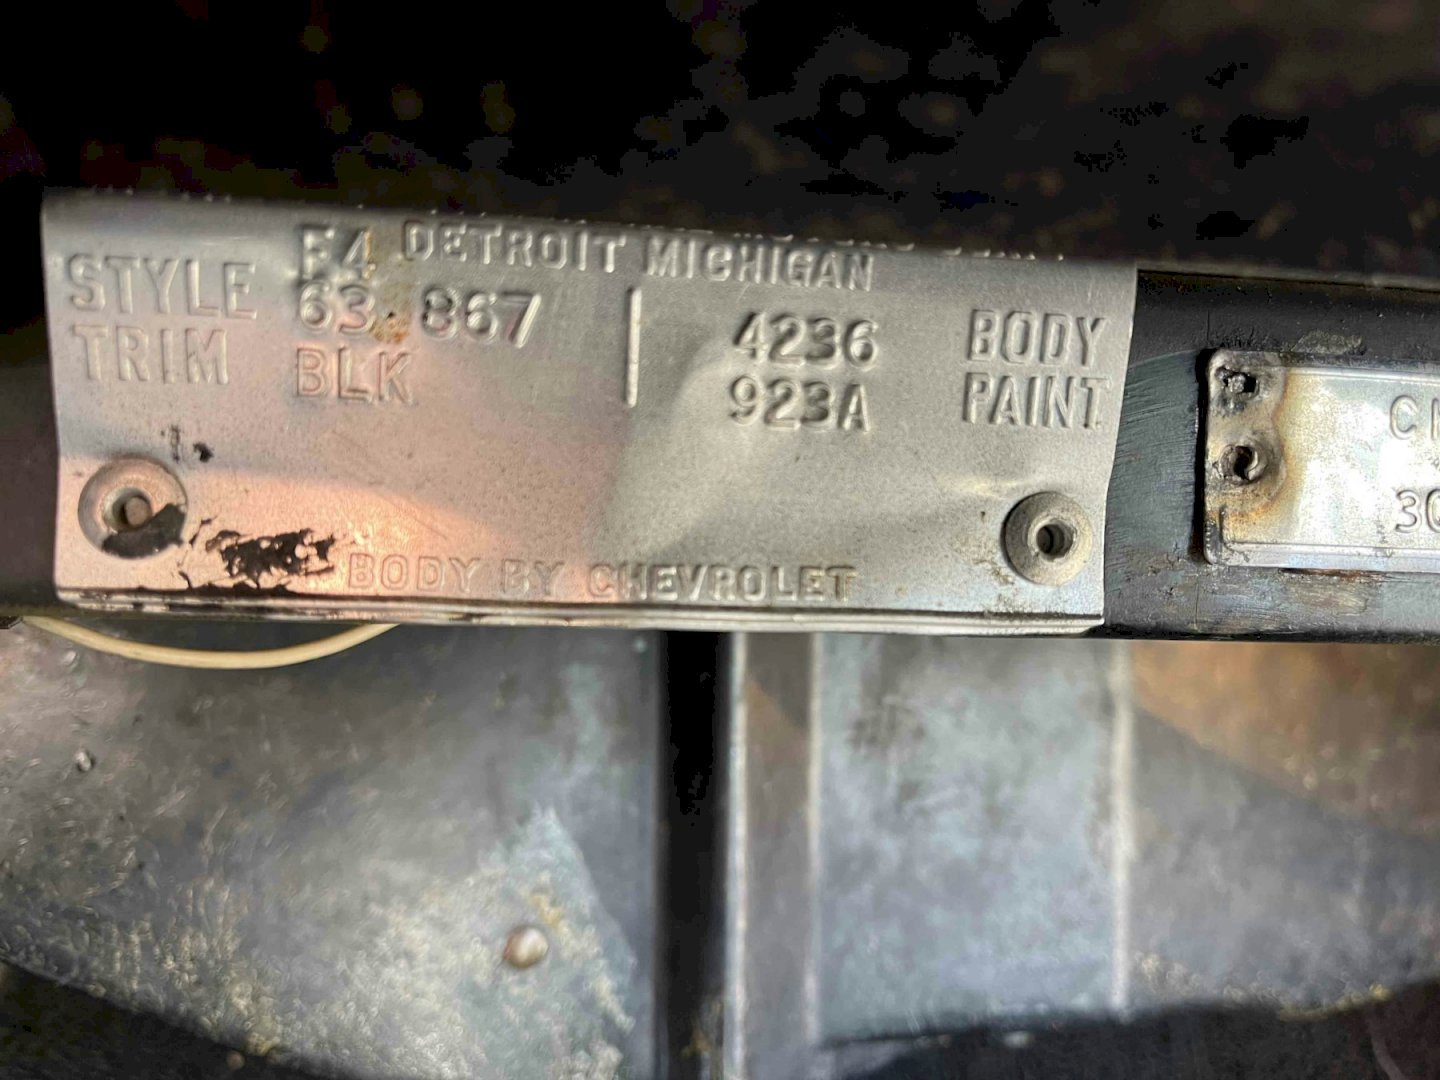 F4 DETROIT MICHIGAN
STYLE 63 867 | 4236 BODY
TRIM BLK 923A PAINT
BODY BY CHEVROLET